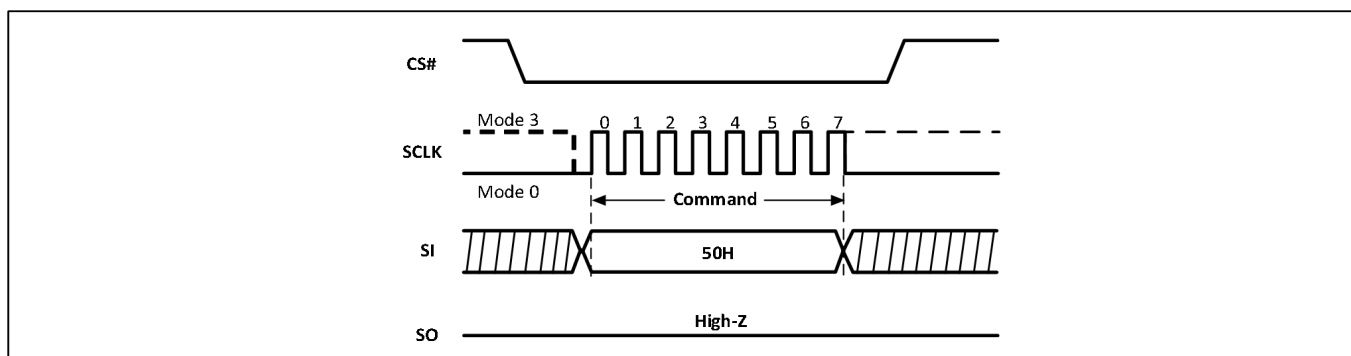 CS#
Mode 3
0 1 2 3 4 5 6 7
SCLK
Mode 0
Command
SI
50H
High-Z
SO